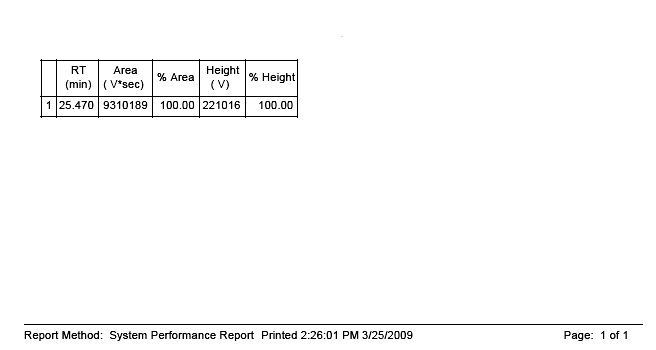 RT Area % Area Height % Height
(min) ( V*sec) ( V)
1 25.470 9310189 100.00 221016 100.00
Report Method: System Performance Report Printed 2:26:01 PM 3/25/2009 Page: 1 of 1